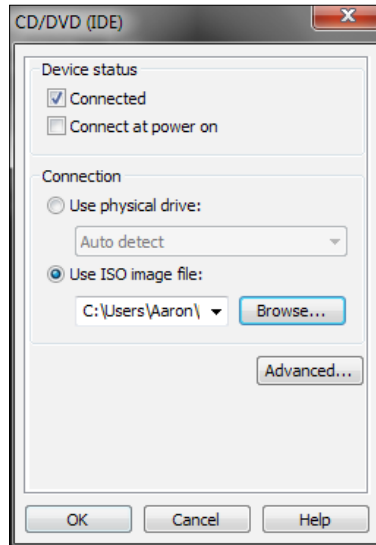 CD/DVD (IDE)
Device status
Connected
Connect at power on
Connection
Use physical drive:
Auto detect
Use ISO image file:
C:\Users\Aaron\
Browse...
Advanced...
OK
Cancel
Help